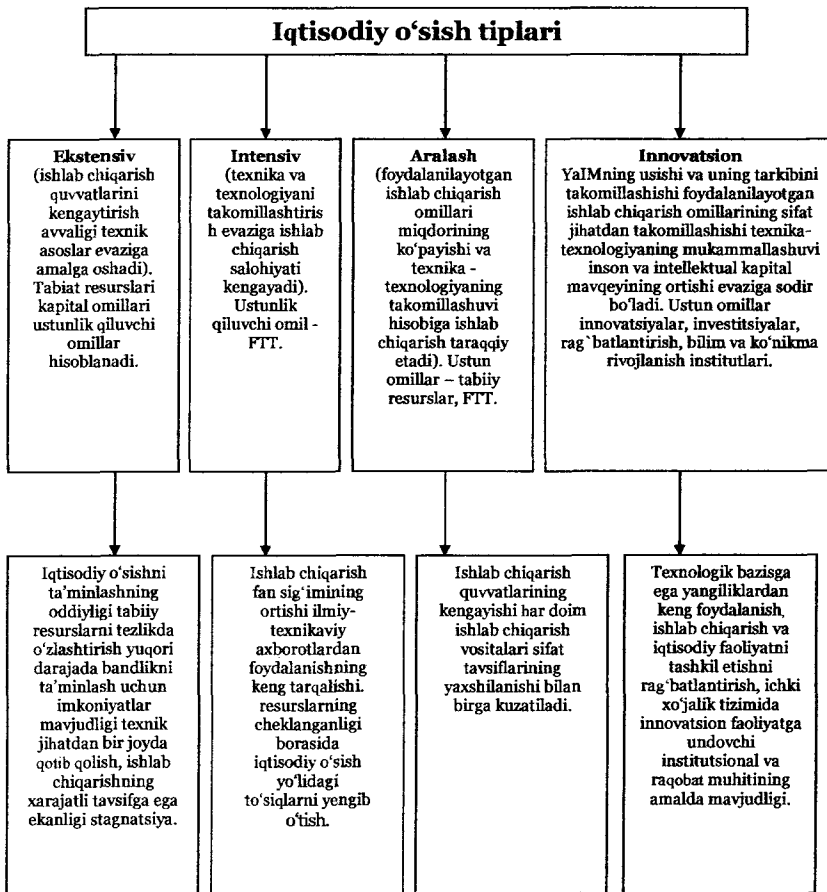 Iqtisodiy o‘sish tiplari
Ekstensiv
(ishlab chiqarish
quvvatlarini
kengaytirish
avvaligi texnik
asoslar evaziga
amalga oshadi).
Tabiat resurslari
kapital omillari
ustunlik qiluvchi
omillar
hisoblanadi.
Intensiv
(texnika va
texnologiyani
takomillashtiris
h evaziga ishlab
chiqarish
salohiyati
kengayadi).
Ustunlik
qiluvchi omil -
FTT.
Aralash
(foydalanilayotgan
ishlab chiqarish
omillari
miqdorining
ko‘payishi va
texnika -
texnologiyaning
takomillashuvi
hisobiga ishlab
chiqarish taraqqiy
etadi). Ustun
omillar – tabiiy
resurslar, FTT.
Innovatsion
YaIMning usishi va uning tarkibini
takomillashishi foydalanilayotgan
ishlab chiqarish omillarining sifat
jihatdan takomillashishi texnika-
texnologiyaning mukammallashuvi
inson va intellektual kapital
mavqeyining ortishi evaziga sodir
bo‘ladi. Ustun omillar
innovatsiyalar, investitsiyalar,
rag`batlantirish, bilim va ko‘nikma
rivojlanish institutlari.
Iqtisodiy o‘sishni
ta’minlashning
oddiyligi tabiiy
resurslarni tezlikda
o‘zlashtirish yuqori
darajada bandlikni
ta’minlash uchun
imkoniyatlar
mavjudligi texnik
jihatdan bir joyda
qotib qolish, ishlab
chiqarishning
xarajatli tavsifga ega
ekanligi stagnatsiya.
Ishlab chiqarish
fan sig‘imining
ortishi ilmiy-
texnikaviy
axborotlardan
foydalanishning
keng tarqalishi.
resurslarning
cheklanganligi
borasida
iqtisodiy o‘sish
yo‘lidagi
to‘siqlarni yengib
o‘tish.
Ishlab chiqarish
quvvatlarining
kengayishi har doim
ishlab chiqarish
vositalari sifat
tavsiflarining
yaxshilanishi bilan
birga kuzatiladi.
Texnologik bazisga
ega yangiliklardan
keng foydalanish,
ishlab chiqarish va
iqtisodiy faoliyatni
tashkil etishni
rag‘batlantirish, ichki
xo‘jalik tizimida
innovatsion faoliyatga
undovchi
institutsional va
raqobat muhitining
amalda mavjudligi.